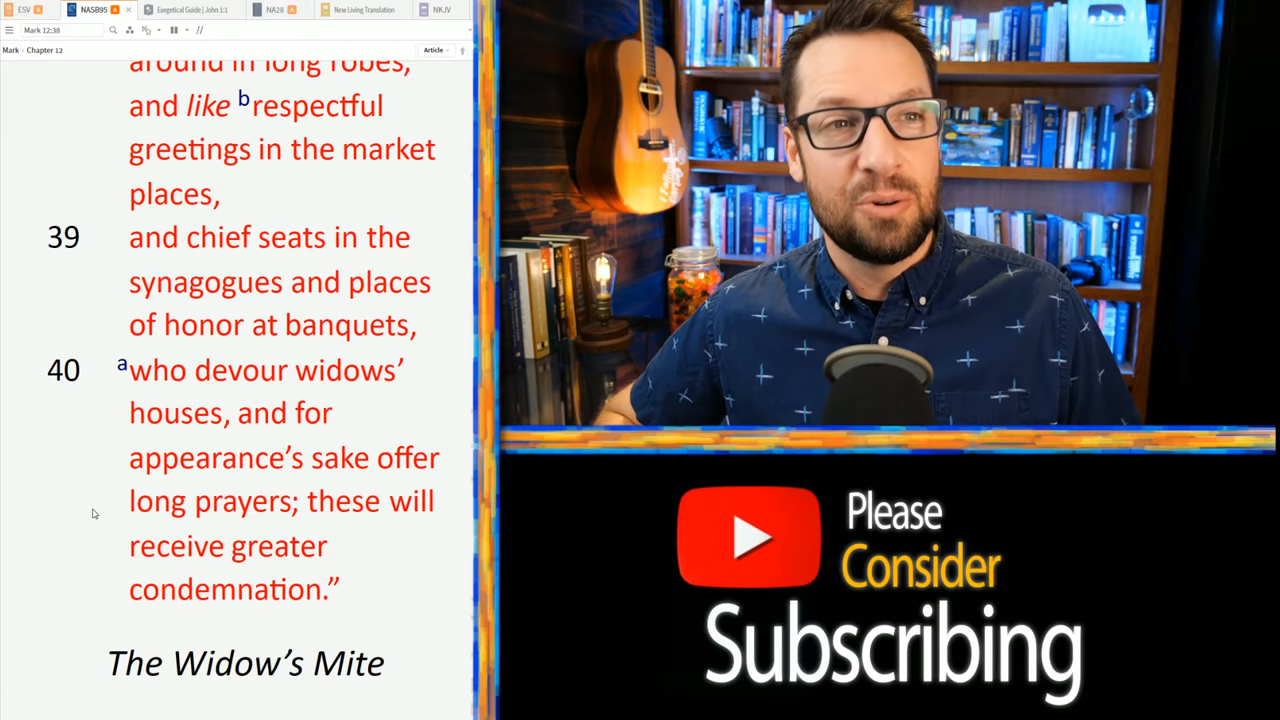 ESV A
NASB95 A ×
Exegetical Guide | John 1:1
NA28 A
New Living Translation
NKJV
Mark 12:38
Mark › Chapter 12
Article
around in long robes,
and like b respectful
greetings in the market
places,
39 and chief seats in the
synagogues and places
of honor at banquets,
40 a who devour widows’
houses, and for
appearance’s sake offer
long prayers; these will
receive greater
condemnation.”
The Widow’s Mite
Please
Consider
Subscribing